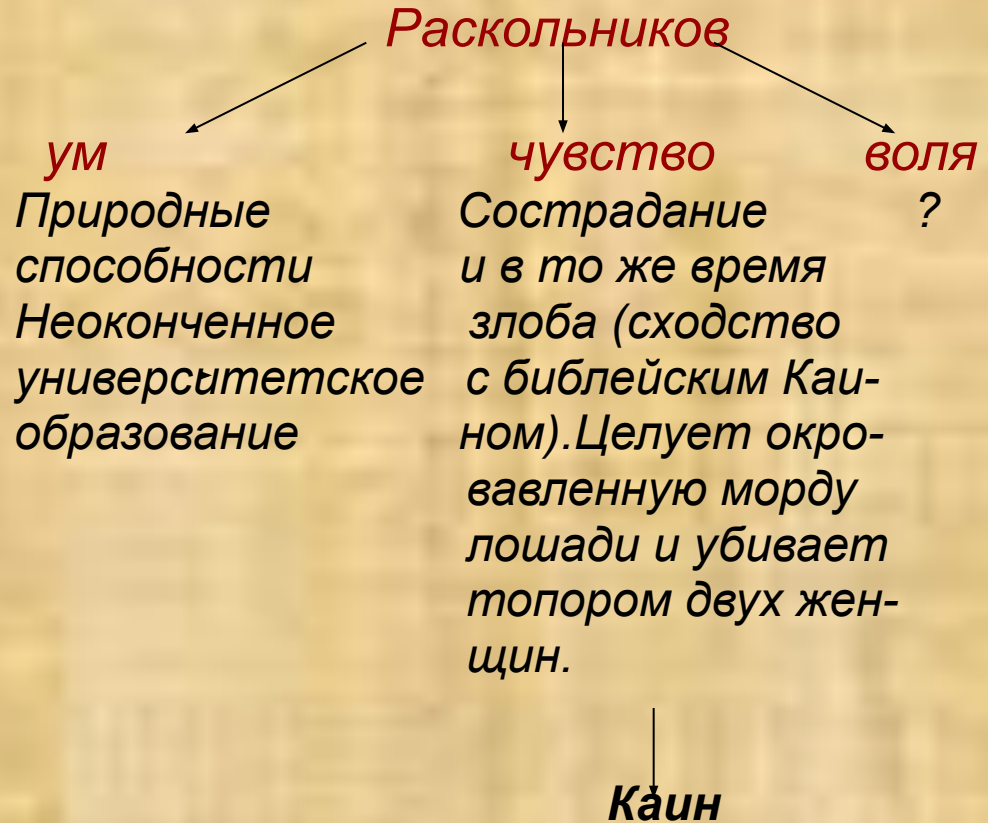 Раскольников
ум
Природные
способности
Неоконченное
университетское
образование
чувство
Сострадание
и в то же время
злоба (сходство
с библейским Каи-
ном).Целует окро-
вавленную морду
лошади и убивает
топором двух жен-
щин.
воля
?
Каин